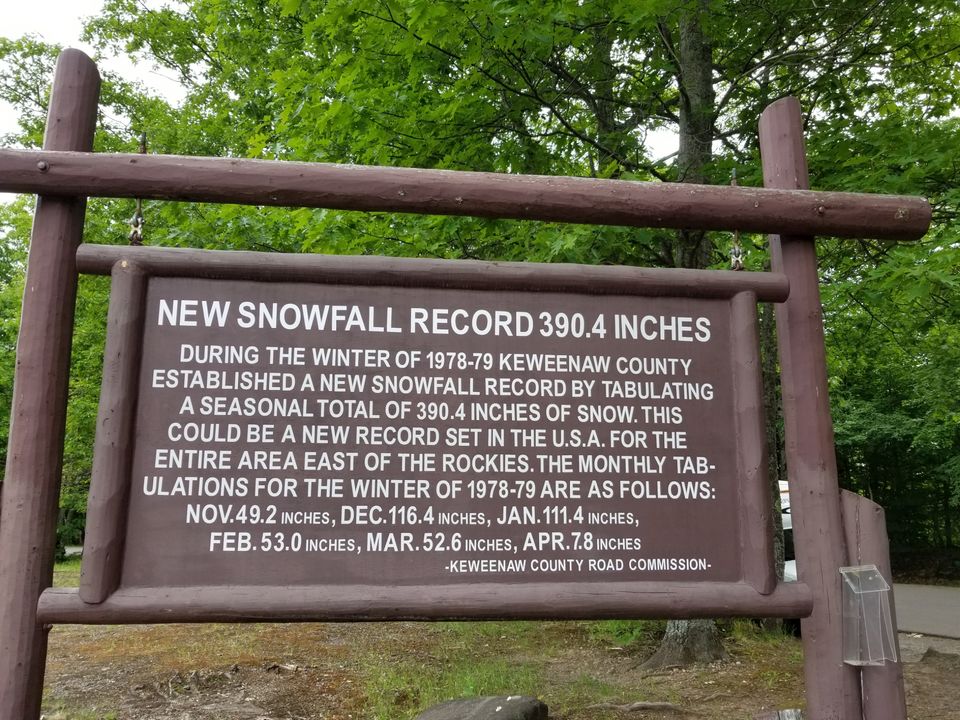 NEW SNOWFALL RECORD 390.4 INCHES
DURING THE WINTER OF 1978-79 KEWEENAW COUNTY
ESTABLISHED A NEW SNOWFALL RECORD BY TABULATING
A SEASONAL TOTAL OF 390.4 INCHES OF SNOW. THIS
COULD BE A NEW RECORD SET IN THE U.S.A. FOR THE
ENTIRE AREA EAST OF THE ROCKIES. THE MONTHLY TAB-
ULATIONS FOR THE WINTER OF 1978-79 ARE AS FOLLOWS:
NOV. 49.2 INCHES, DEC. 116.4 INCHES, JAN. 111.4 INCHES,
FEB. 53.0 INCHES, MAR. 52.6 INCHES, APR. 7.8 INCHES
-KEWEENAW COUNTY ROAD COMMISSION-